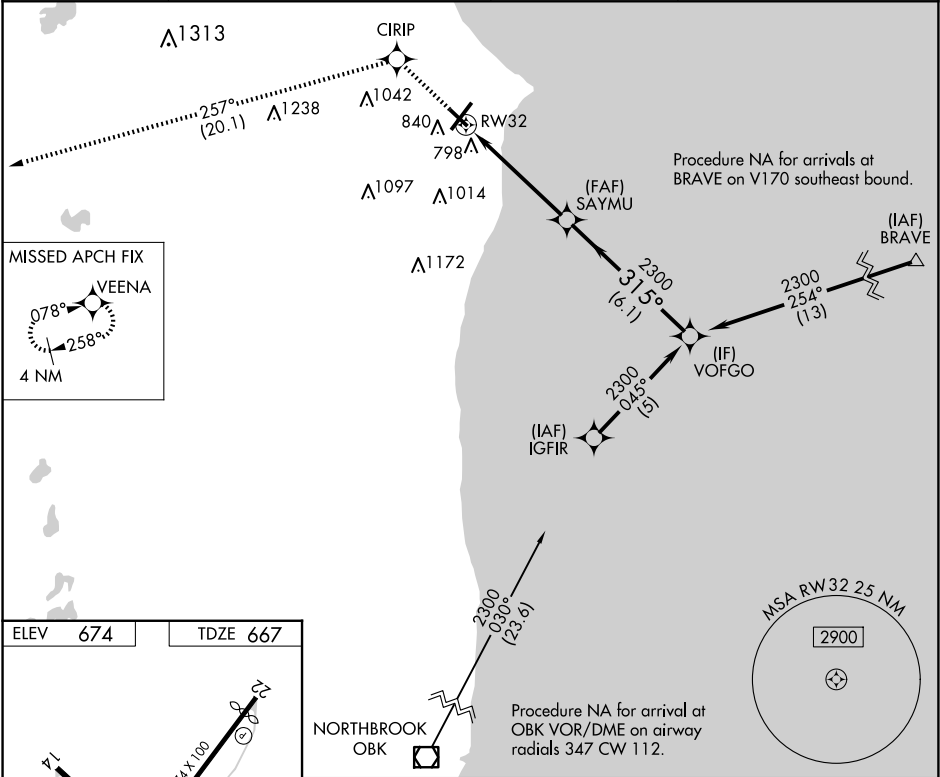 1313
CIRIP
257°
(20.1)
1238
1042
840
RW32
798
1097
1014
1172
Procedure NA for arrivals at
BRAVE on V170 southeast bound.
(FAF)
SAYMU
(IAF)
BRAVE
2300
315°
(6.1)
2300
254°
(13)
(IF)
VOFGO
2300
045°
(5)
(IAF)
IGFIR
MISSED APCH FIX
VEENA
078°
258°
4 NM
2300
030°
(23.6)
MSA RW32 25 NM
2900
ELEV 674
TDZE 667
22
P
4 X 100
14
NORTHBROOK
OBK
Procedure NA for arrival at
OBK VOR/DME on airway
radials 347 CW 112.